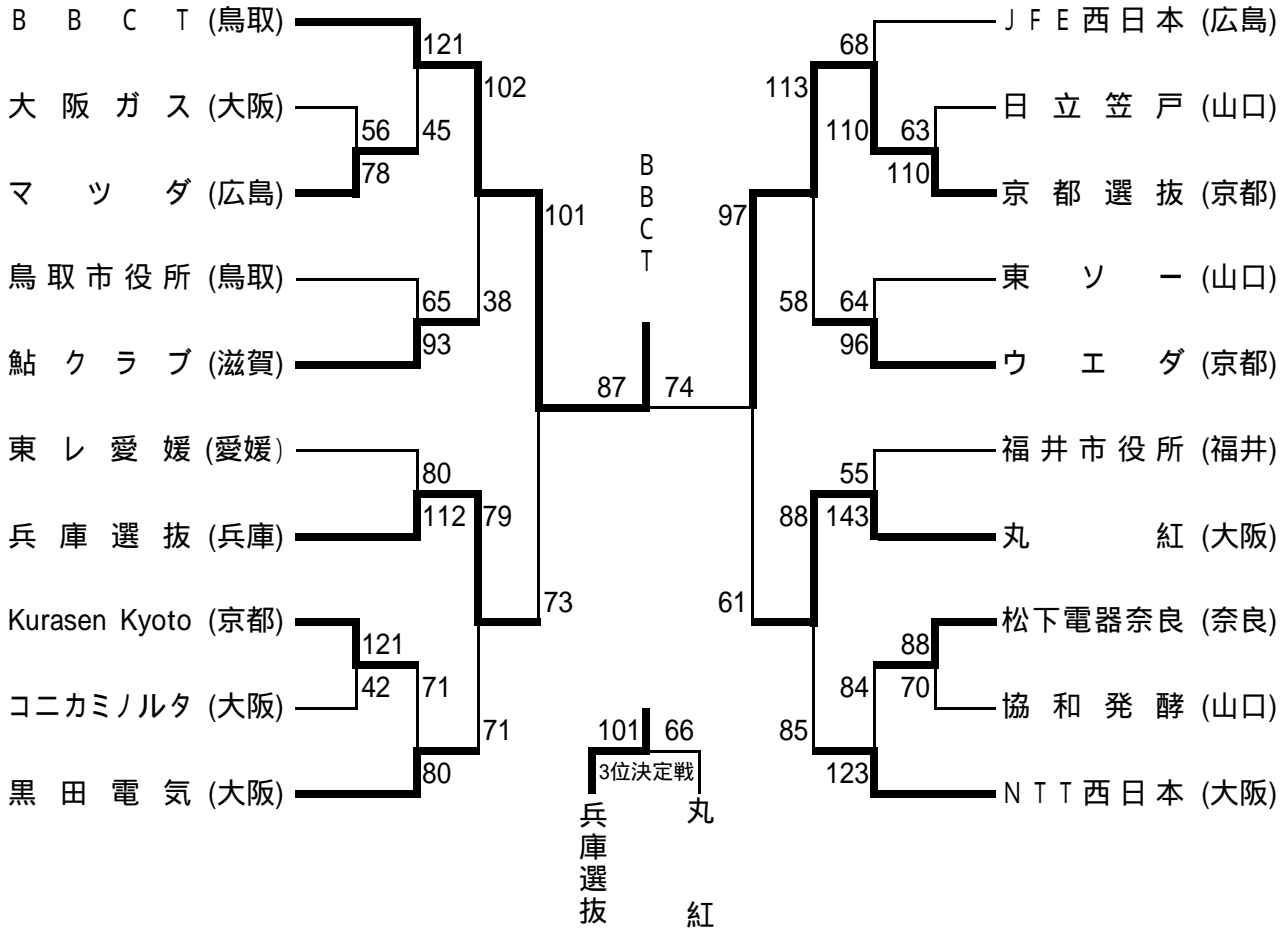 BBCT (鳥取)
121
102
大阪ガス (大阪)
56
45
78
マツダ (広島)
101
鳥取市役所 (鳥取)
65
38
93
鮎クラブ (滋賀)
87
東レ愛媛 (愛媛)
80
112
79
兵庫選抜 (兵庫)
73
Kurasen Kyoto (京都)
121
42
71
コニカミノルタ (大阪)
71
80
黒田電気 (大阪)
BBCT
JFE西日本 (広島)
68
113
日立笠戸 (山口)
110
63
110
京都選抜 (京都)
97
東ソー (山口)
58
64
96
ウエダ (京都)
74
福井市役所 (福井)
55
88
143
丸紅 (大阪)
61
松下電器奈良 (奈良)
88
84
70
協和発酵 (山口)
85
123
NTT西日本 (大阪)
101
66
3位決定戦
兵庫選抜
丸紅